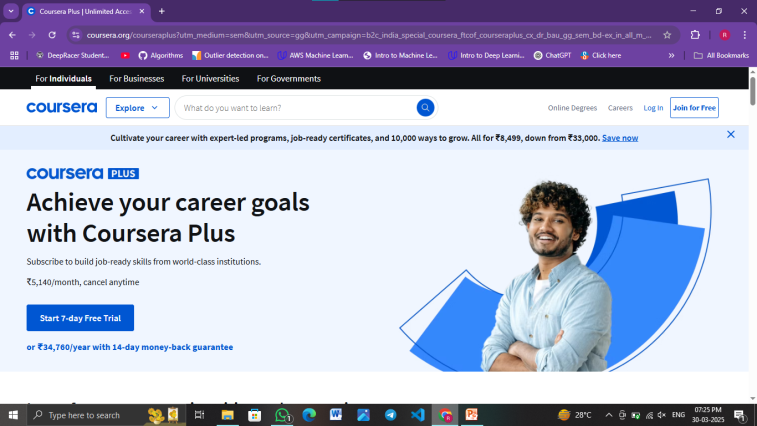 Coursera Plus | Unlimited Acces
coursera.org/courseraplus?utm_medium=sem&utm_source=gg&utm_campaign=b2c_india_special_coursera_ftcof_courseraplus_cx_dr_bau_gg_sem_bd-ex_in_all_m_...
R
DeepRacer Student...
Algorithms
Outlier detection on...
AWS Machine Learn...
Intro to Machine Le...
Intro to Deep Learni...
ChatGPT
Click here
»
All Bookmarks
For Individuals
For Businesses
For Universities
For Governments
coursera
Explore
What do you want to learn?
Online Degrees
Careers
Log In
Join for Free
Cultivate your career with expert-led programs, job-ready certificates, and 10,000 ways to grow. All for ₹8,499, down from ₹33,000. Save now
coursera PLUS
Achieve your career goals
with Coursera Plus
Subscribe to build job-ready skills from world-class institutions.
₹5,140/month, cancel anytime
Start 7-day Free Trial
or ₹34,760/year with 14-day money-back guarantee
Type here to search
28°C
ENG
07:25 PM
30-03-2025